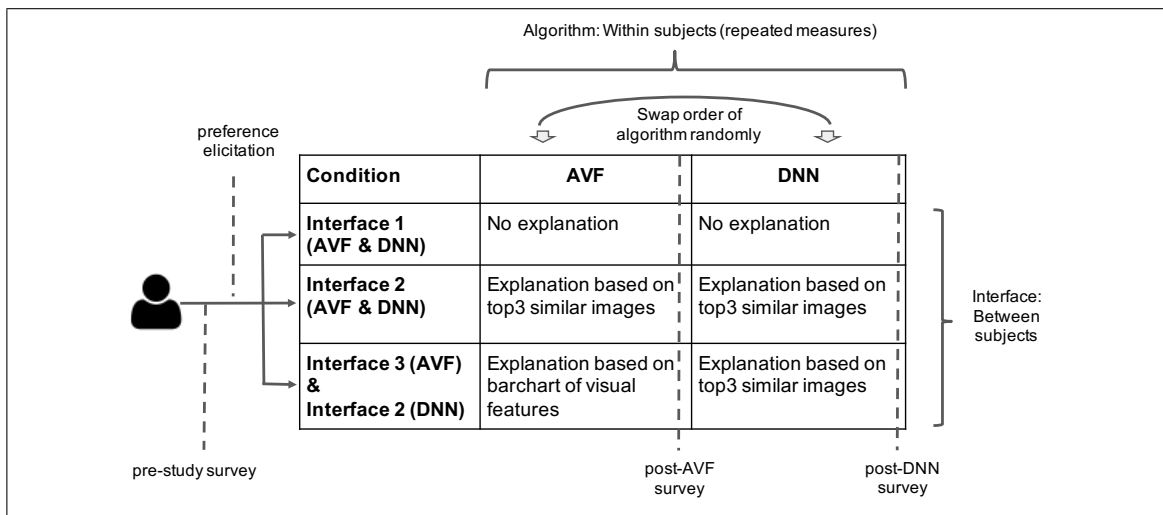 Algorithm: Within subjects (repeated measures)
Swap order of
algorithm randomly
preference
elicitation
Condition
AVF
DNN
Interface 1
(AVF & DNN)
No explanation
No explanation
Interface 2
(AVF & DNN)
Explanation based on
top3 similar images
Explanation based on
top3 similar images
Interface 3 (AVF)
&
Interface 2 (DNN)
Explanation based on
barchart of visual
features
Explanation based on
top3 similar images
Interface:
Between
subjects
pre-study survey
post-AVF
survey
post-DNN
survey